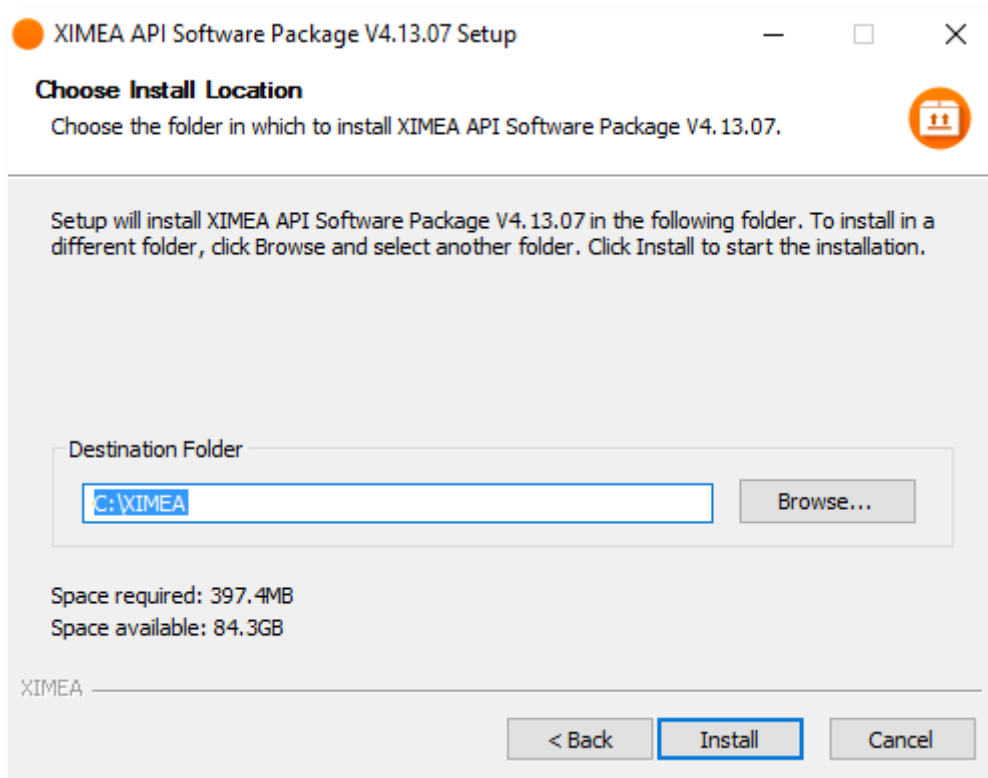 XIMEA API Software Package V4.13.07 Setup
Choose Install Location
Choose the folder in which to install XIMEA API Software Package V4.13.07.
Setup will install XIMEA API Software Package V4.13.07 in the following folder. To install in a
different folder, click Browse and select another folder. Click Install to start the installation.
Destination Folder
C:\XIMEA
Browse...
Space required: 397.4MB
Space available: 84.3GB
XIMEA
< Back
Install
Cancel